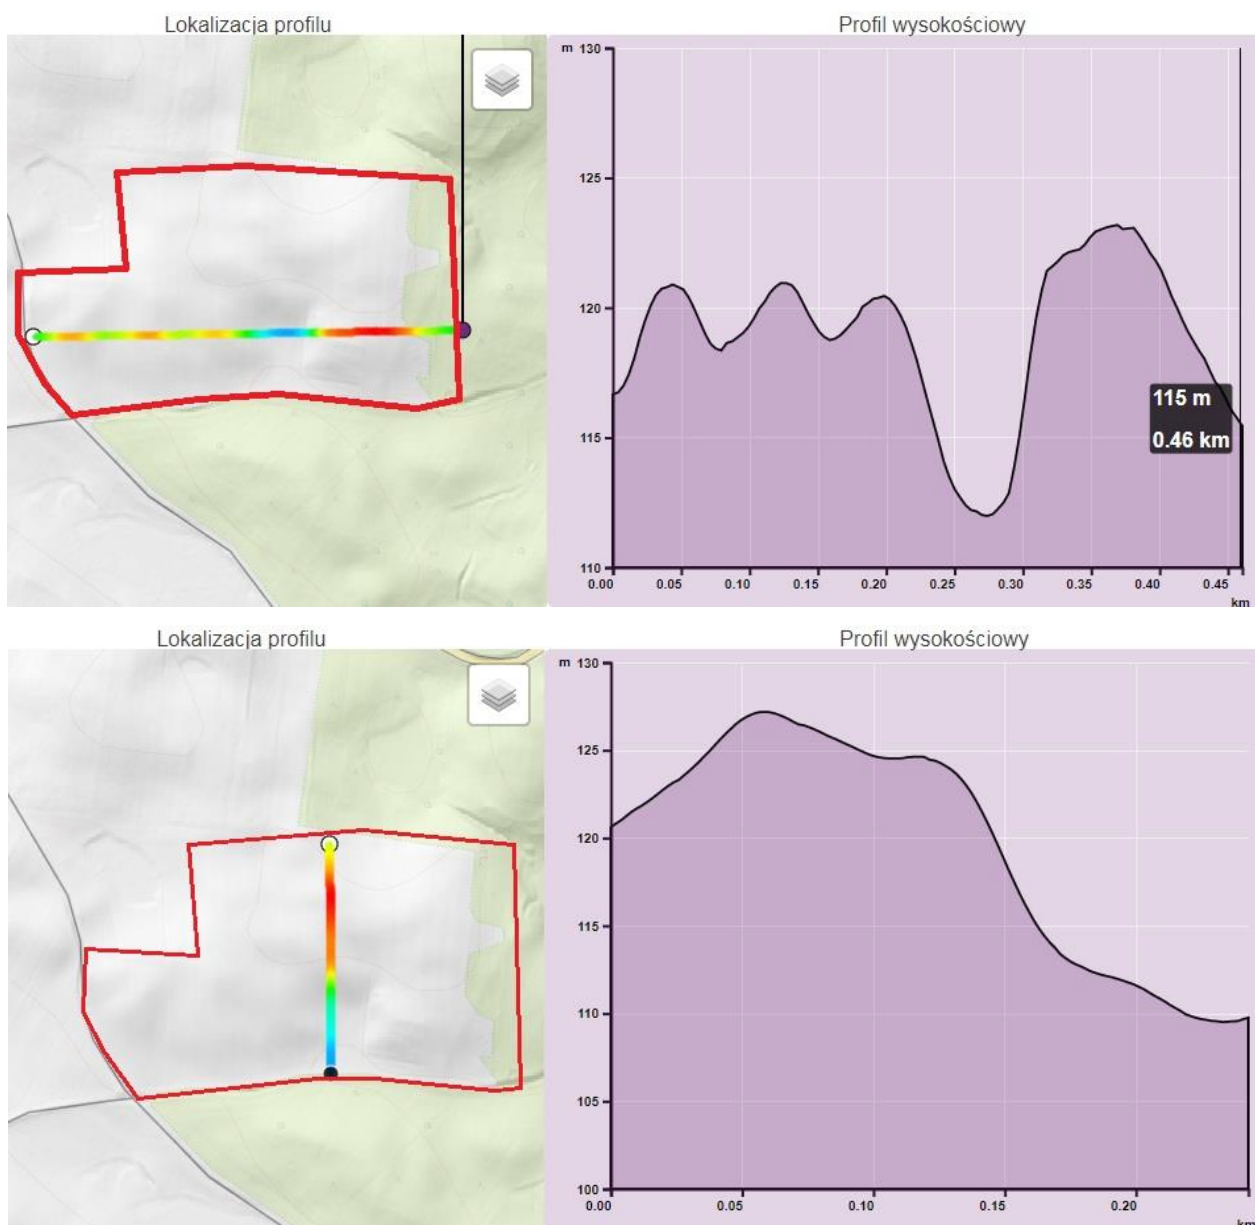 Lokalizacja profilu
Profil wysokościowy
m 130
125
120
115
110
115 m
0.46 km
0.00 0.05 0.10 0.15 0.20 0.25 0.30 0.35 0.40 0.45
km
Lokalizacja profilu
Profil wysokościowy
m 130
125
120
115
110
105
100
0.00 0.05 0.10 0.15 0.20